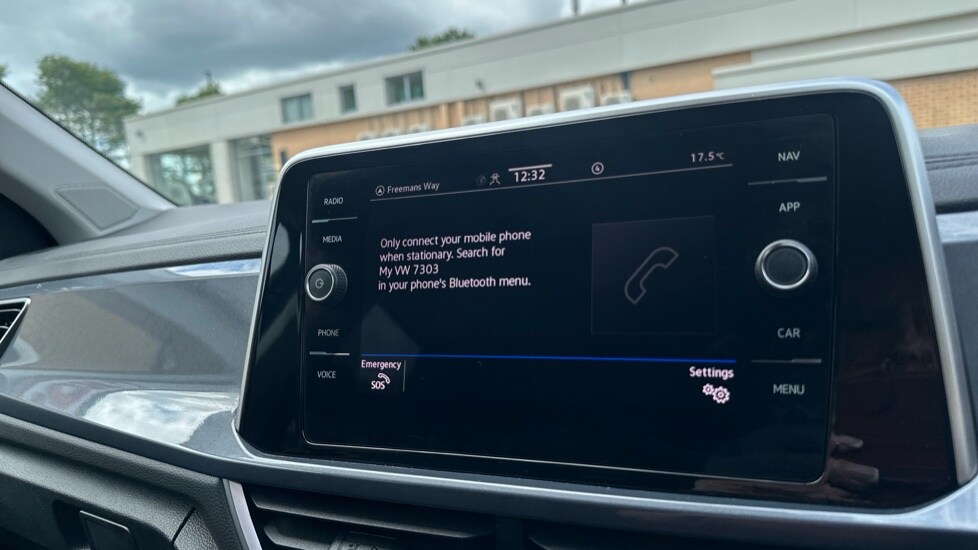 Freemans Way
12:32
17.5°C
RADIO
MEDIA
PHONE
VOICE
Only connect your mobile phone
when stationary. Search for
My VW 7303
in your phone's Bluetooth menu.
Emergency
SOS
Settings
NAV
APP
CAR
MENU